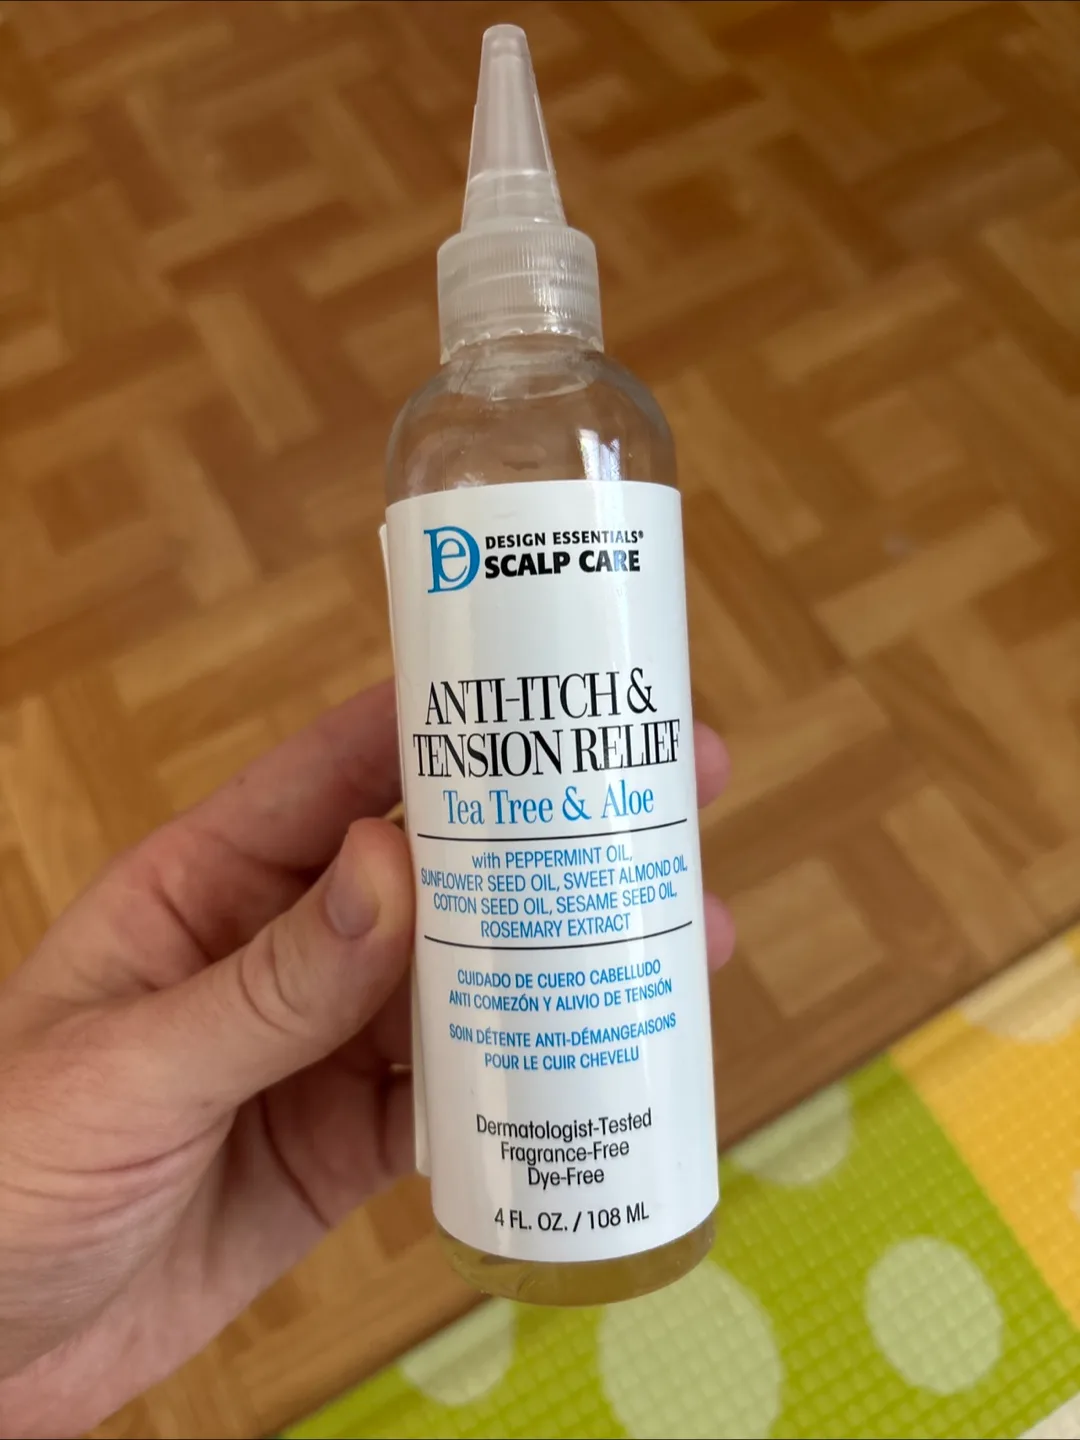 De DESIGN ESSENTIALS®
SCALP CARE
ANTI-ITCH &
TENSION RELIEF
Tea Tree & Aloe
with PEPPERMINT OIL,
SUNFLOWER SEED OIL, SWEET ALMOND OIL,
COTTON SEED OIL, SESAME SEED OIL,
ROSEMARY EXTRACT
CUIDADO DE CUERO CABELLUDO
ANTI COMEZÓN Y ALIVIO DE TENSIÓN
SOIN DÉTENTE ANTI-DÉMANGEAISONS
POUR LE CUIR CHEVELU
Dermatologist-Tested
Fragrance-Free
Dye-Free
4 FL. OZ. / 108 ML